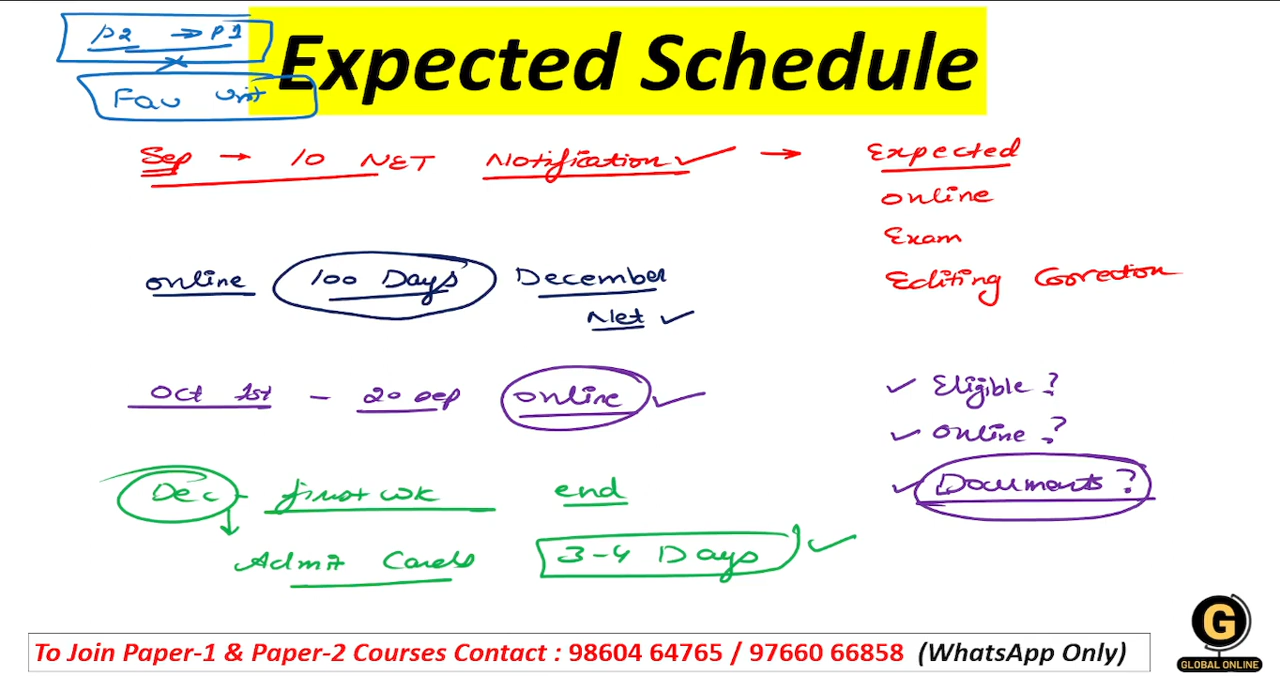 P2 → P1
Expected Schedule
Fav Unit
Sep → 10 NET Notification ✓ → Expected
Online
Exam
Editing Correction
online 100 Days December
Net ✓
Oct 1st - 20 Sep online ✓
✓ Eligible ?
✓ Online ?
✓ Documents ?
Dec - first wk end
Admit Cards 3-4 Days ✓
To Join Paper-1 & Paper-2 Courses Contact : 98604 64765 / 97660 66858 (WhatsApp Only)
G
GLOBAL ONLINE